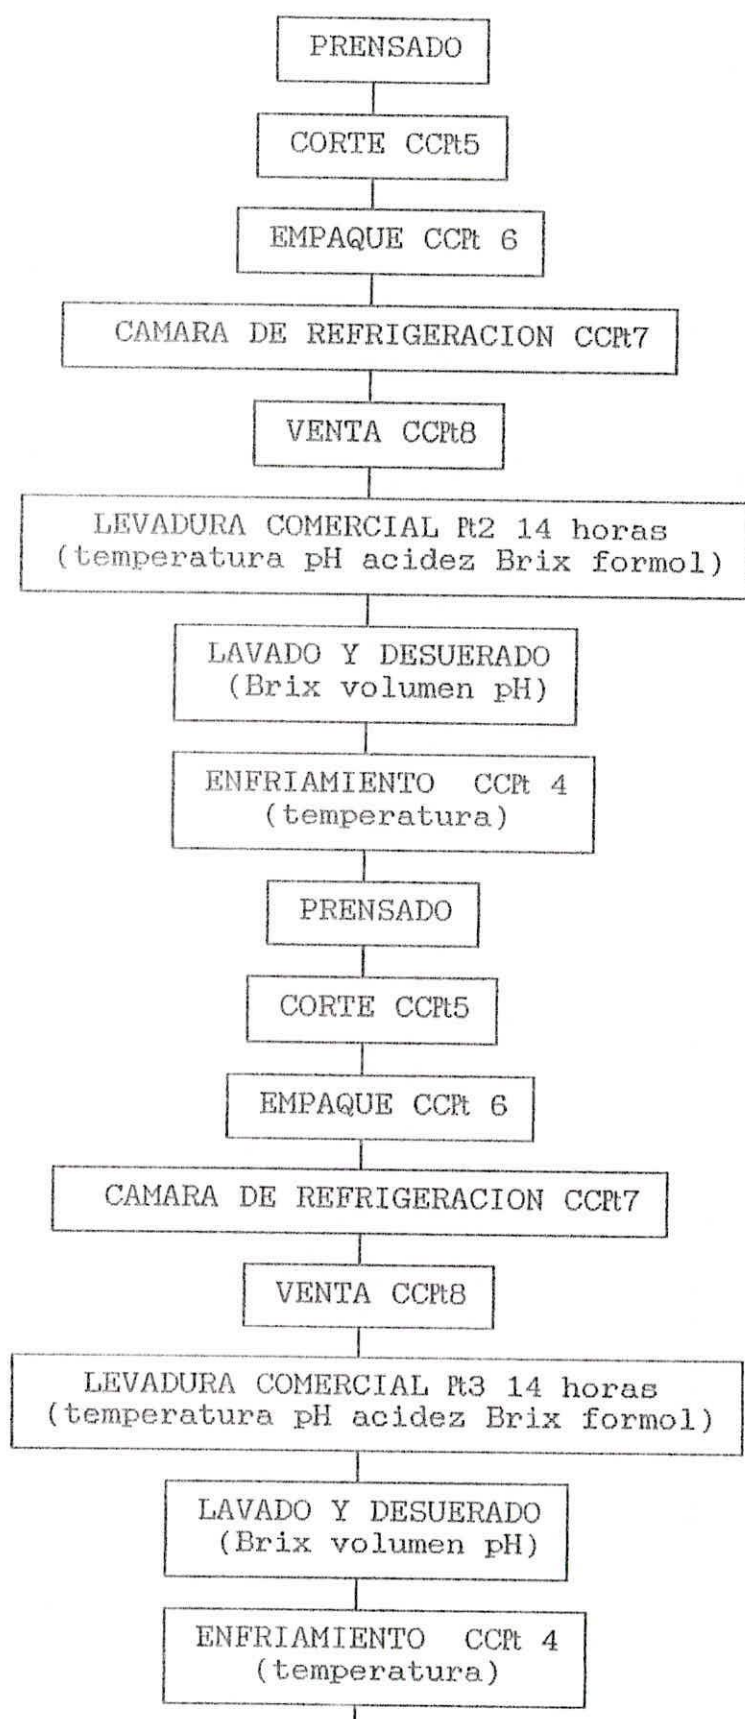 PRENSADO
CORTE CCPt5
EMPAQUE CCPt 6
CAMARA DE REFRIGERACION CCPt7
VENTA CCPt8
LEVADURA COMERCIAL Pt2 14 horas
(temperatura pH acidez Brix formol)
LAVADO Y DESUERADO
(Brix volumen pH)
ENFRIAMIENTO CCPt 4
(temperatura)
PRENSADO
CORTE CCPt5
EMPAQUE CCPt 6
CAMARA DE REFRIGERACION CCPt7
VENTA CCPt8
LEVADURA COMERCIAL Pt3 14 horas
(temperatura pH acidez Brix formol)
LAVADO Y DESUERADO
(Brix volumen pH)
ENFRIAMIENTO CCPt 4
(temperatura)